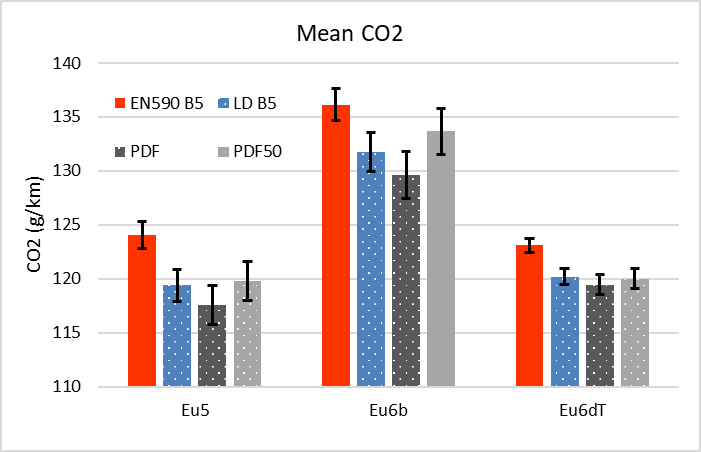 Mean CO2
CO2 (g/km)
140
135
130
125
120
115
110
EN590 B5 LD B5
PDF PDF50
Eu5 Eu6b Eu6dT